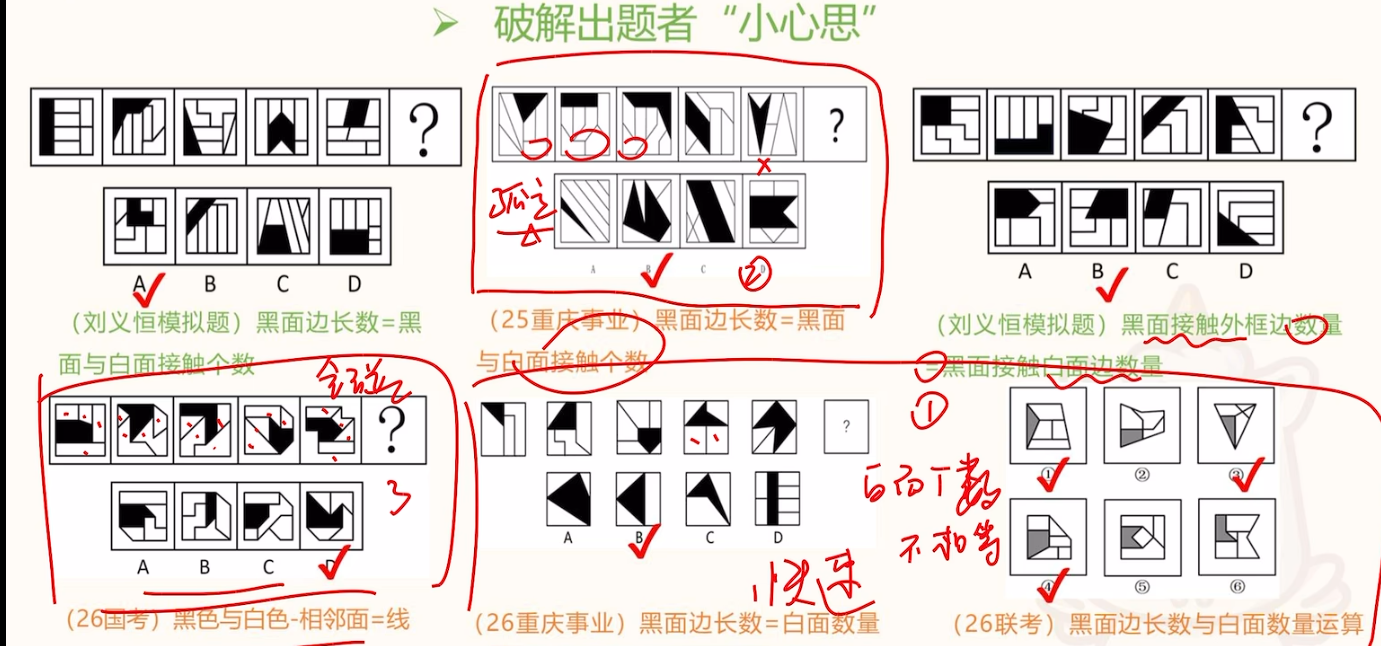 ➢ 破解出题者“小心思”
?
A B C D
(刘义恒模拟题)黑面边长数=黑
面与白面接触个数
?
孤立
A B C D
②
(25重庆事业)黑面边长数=黑面
与白面接触个数
?
A B C D
(刘义恒模拟题)黑面接触外框边数量
=黑面接触白面边数量
?
3
A B C D
(26国考)黑色与白色-相邻面=线
?
A B C D
快速
(26重庆事业)黑面边长数=白面数量
①
白面个数
不相等
① ② ③
④ ⑤ ⑥
(26联考)黑面边长数与白面数量运算